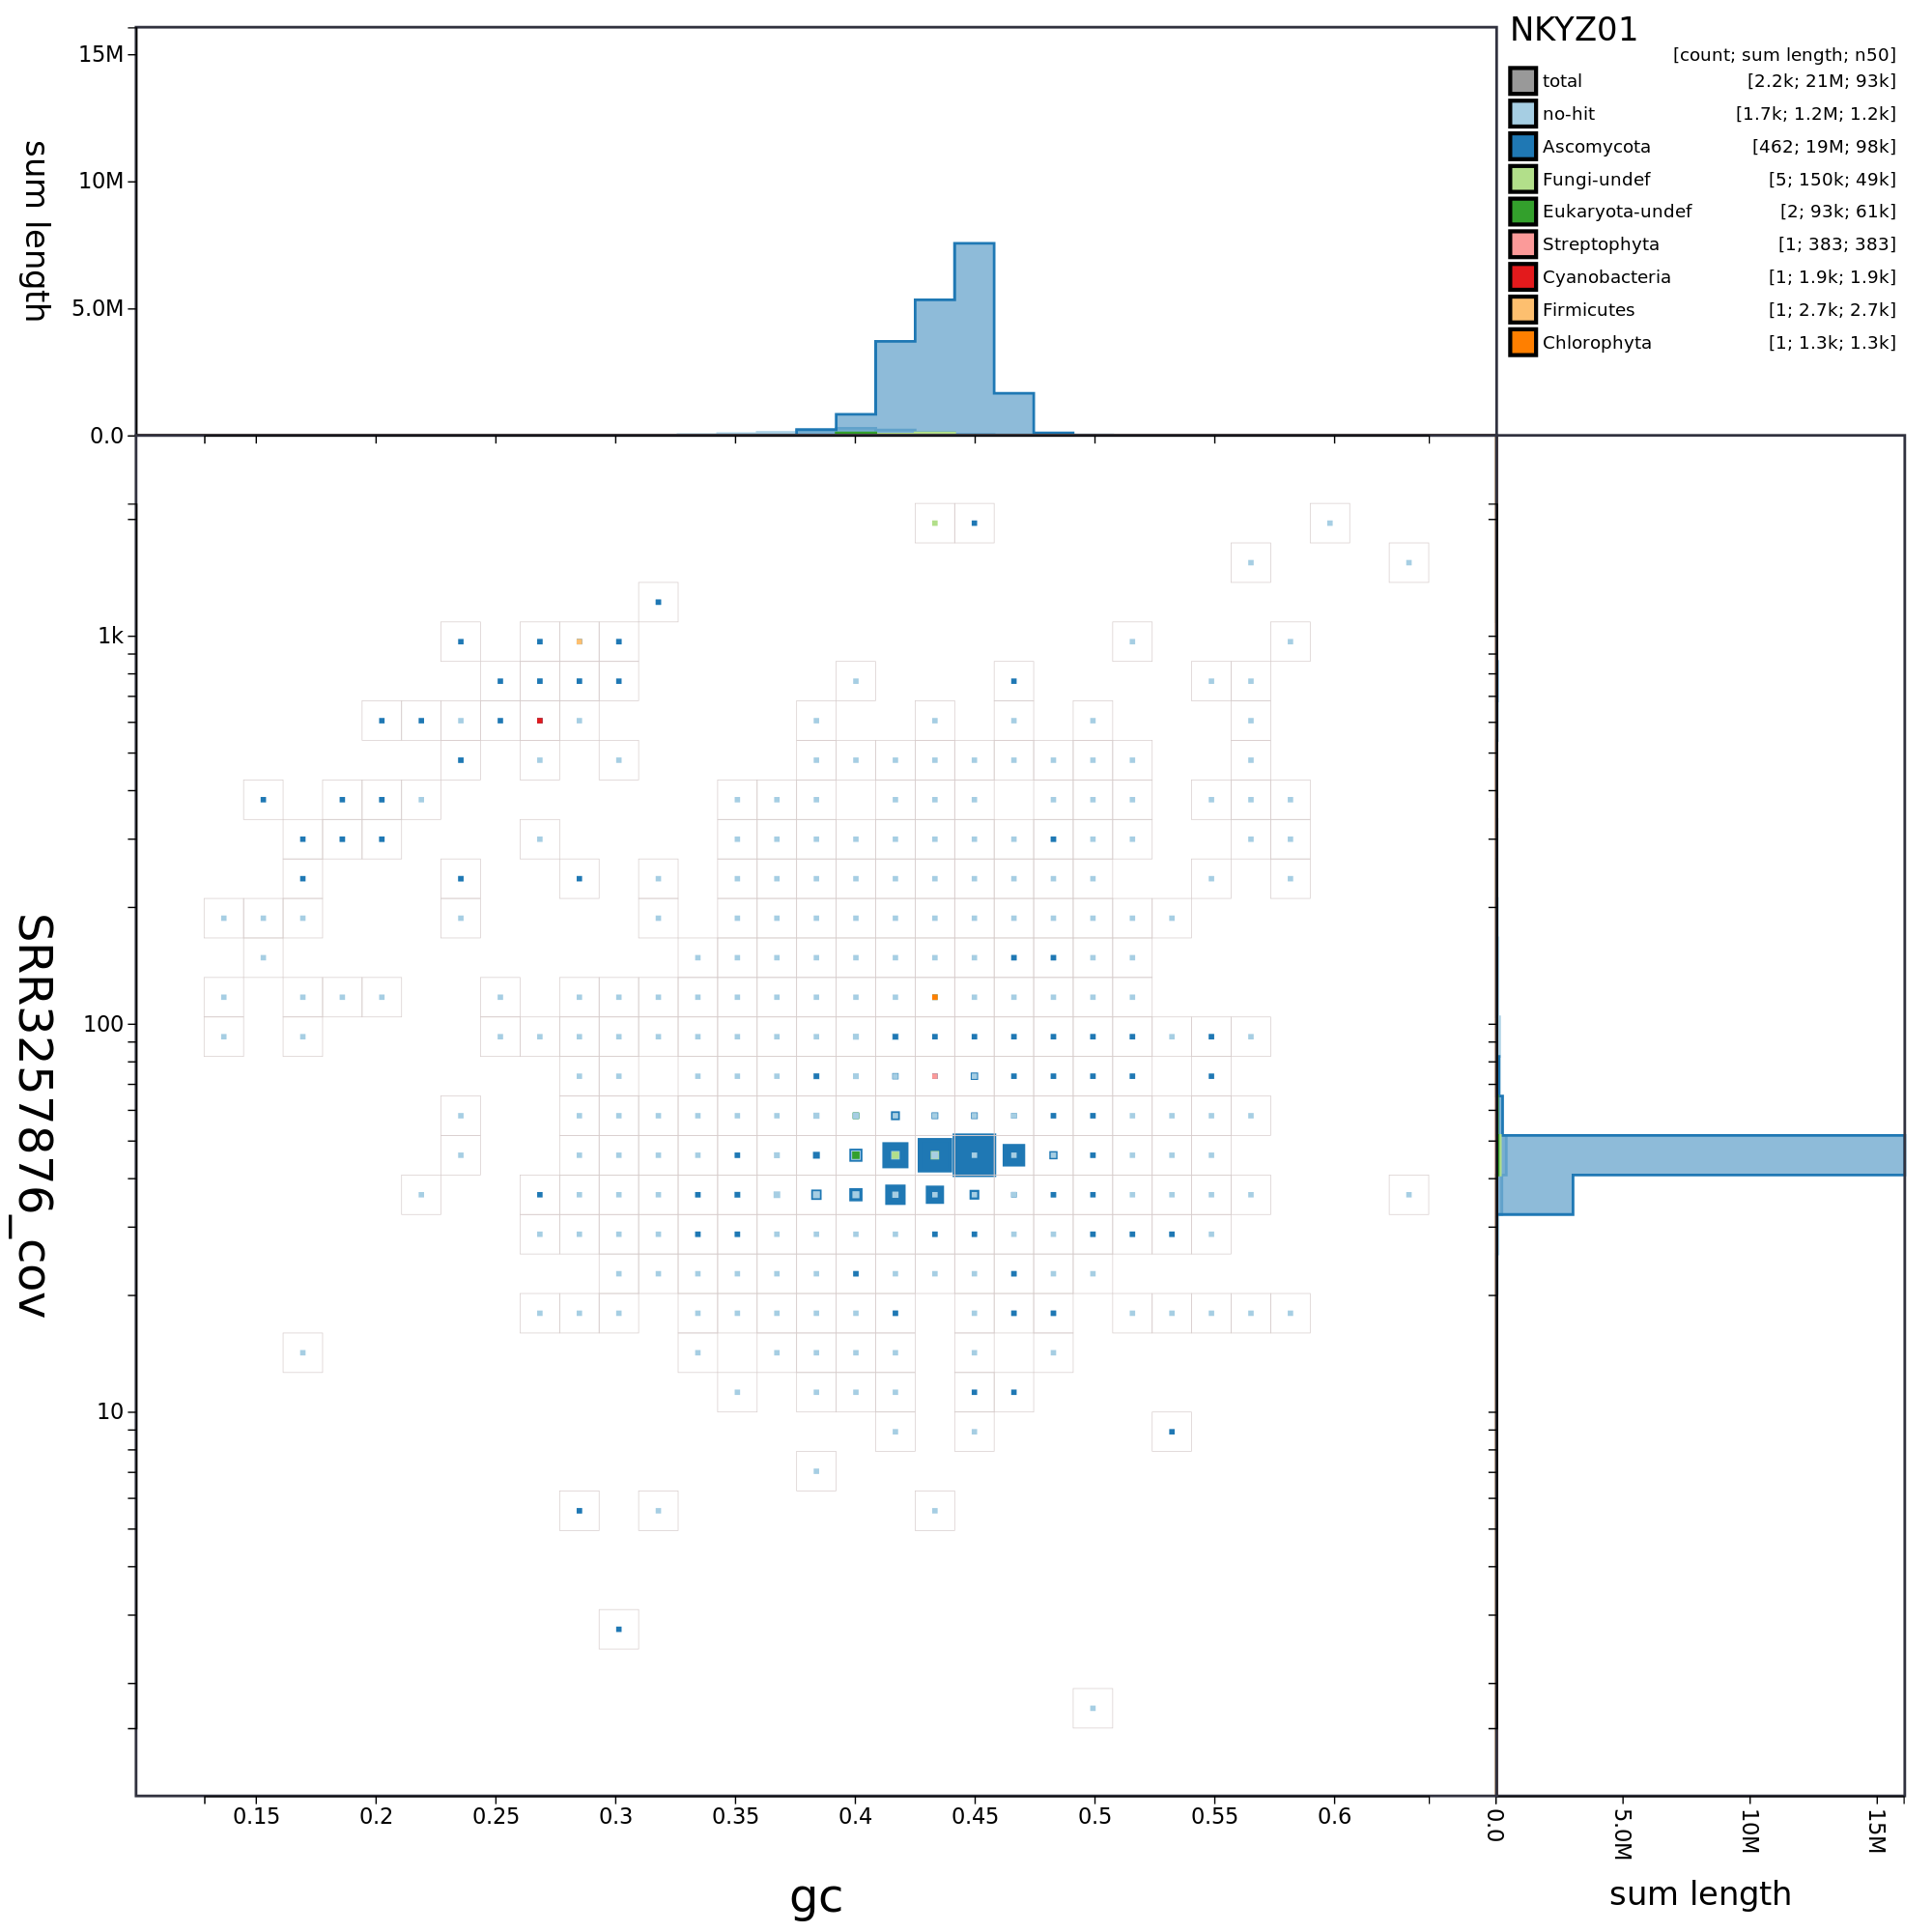 NKYZ01
[count; sum length; n50]
total [2.2k; 21M; 93k]
no-hit [1.7k; 1.2M; 1.2k]
Ascomycota [462; 19M; 98k]
Fungi-undef [5; 150k; 49k]
Eukaryota-undef [2; 93k; 61k]
Streptophyta [1; 383; 383]
Cyanobacteria [1; 1.9k; 1.9k]
Firmicutes [1; 2.7k; 2.7k]
Chlorophyta [1; 1.3k; 1.3k]
sum length
15M
10M
5.0M
0.0
SRR3257876_cov
1k
100
10
0.15 0.2 0.25 0.3 0.35 0.4 0.45 0.5 0.55 0.6
gc
0.0 5.0M 10M 15M
sum length